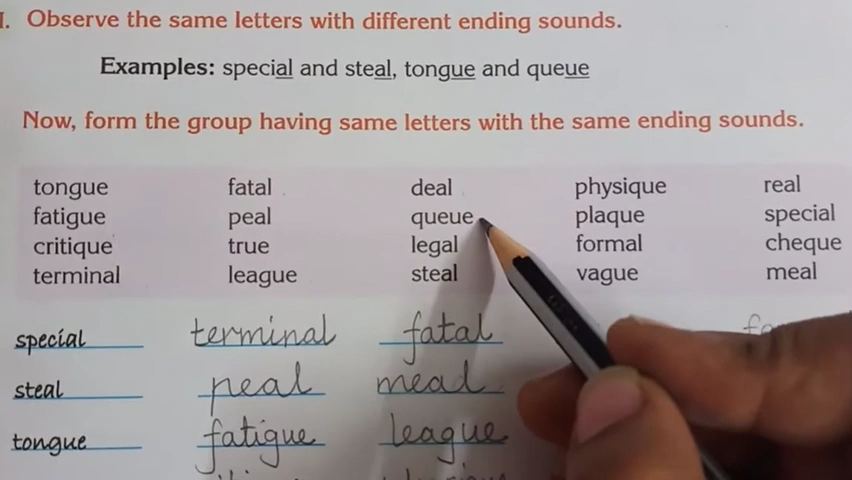 I. Observe the same letters with different ending sounds.
Examples: special and steal, tongue and queue
Now, form the group having same letters with the same ending sounds.
tongue fatal deal physique real
fatigue peal queue plaque special
critique true legal formal cheque
terminal league steal vague meal
special terminal fatal
steal peal meal
tongue fatigue league